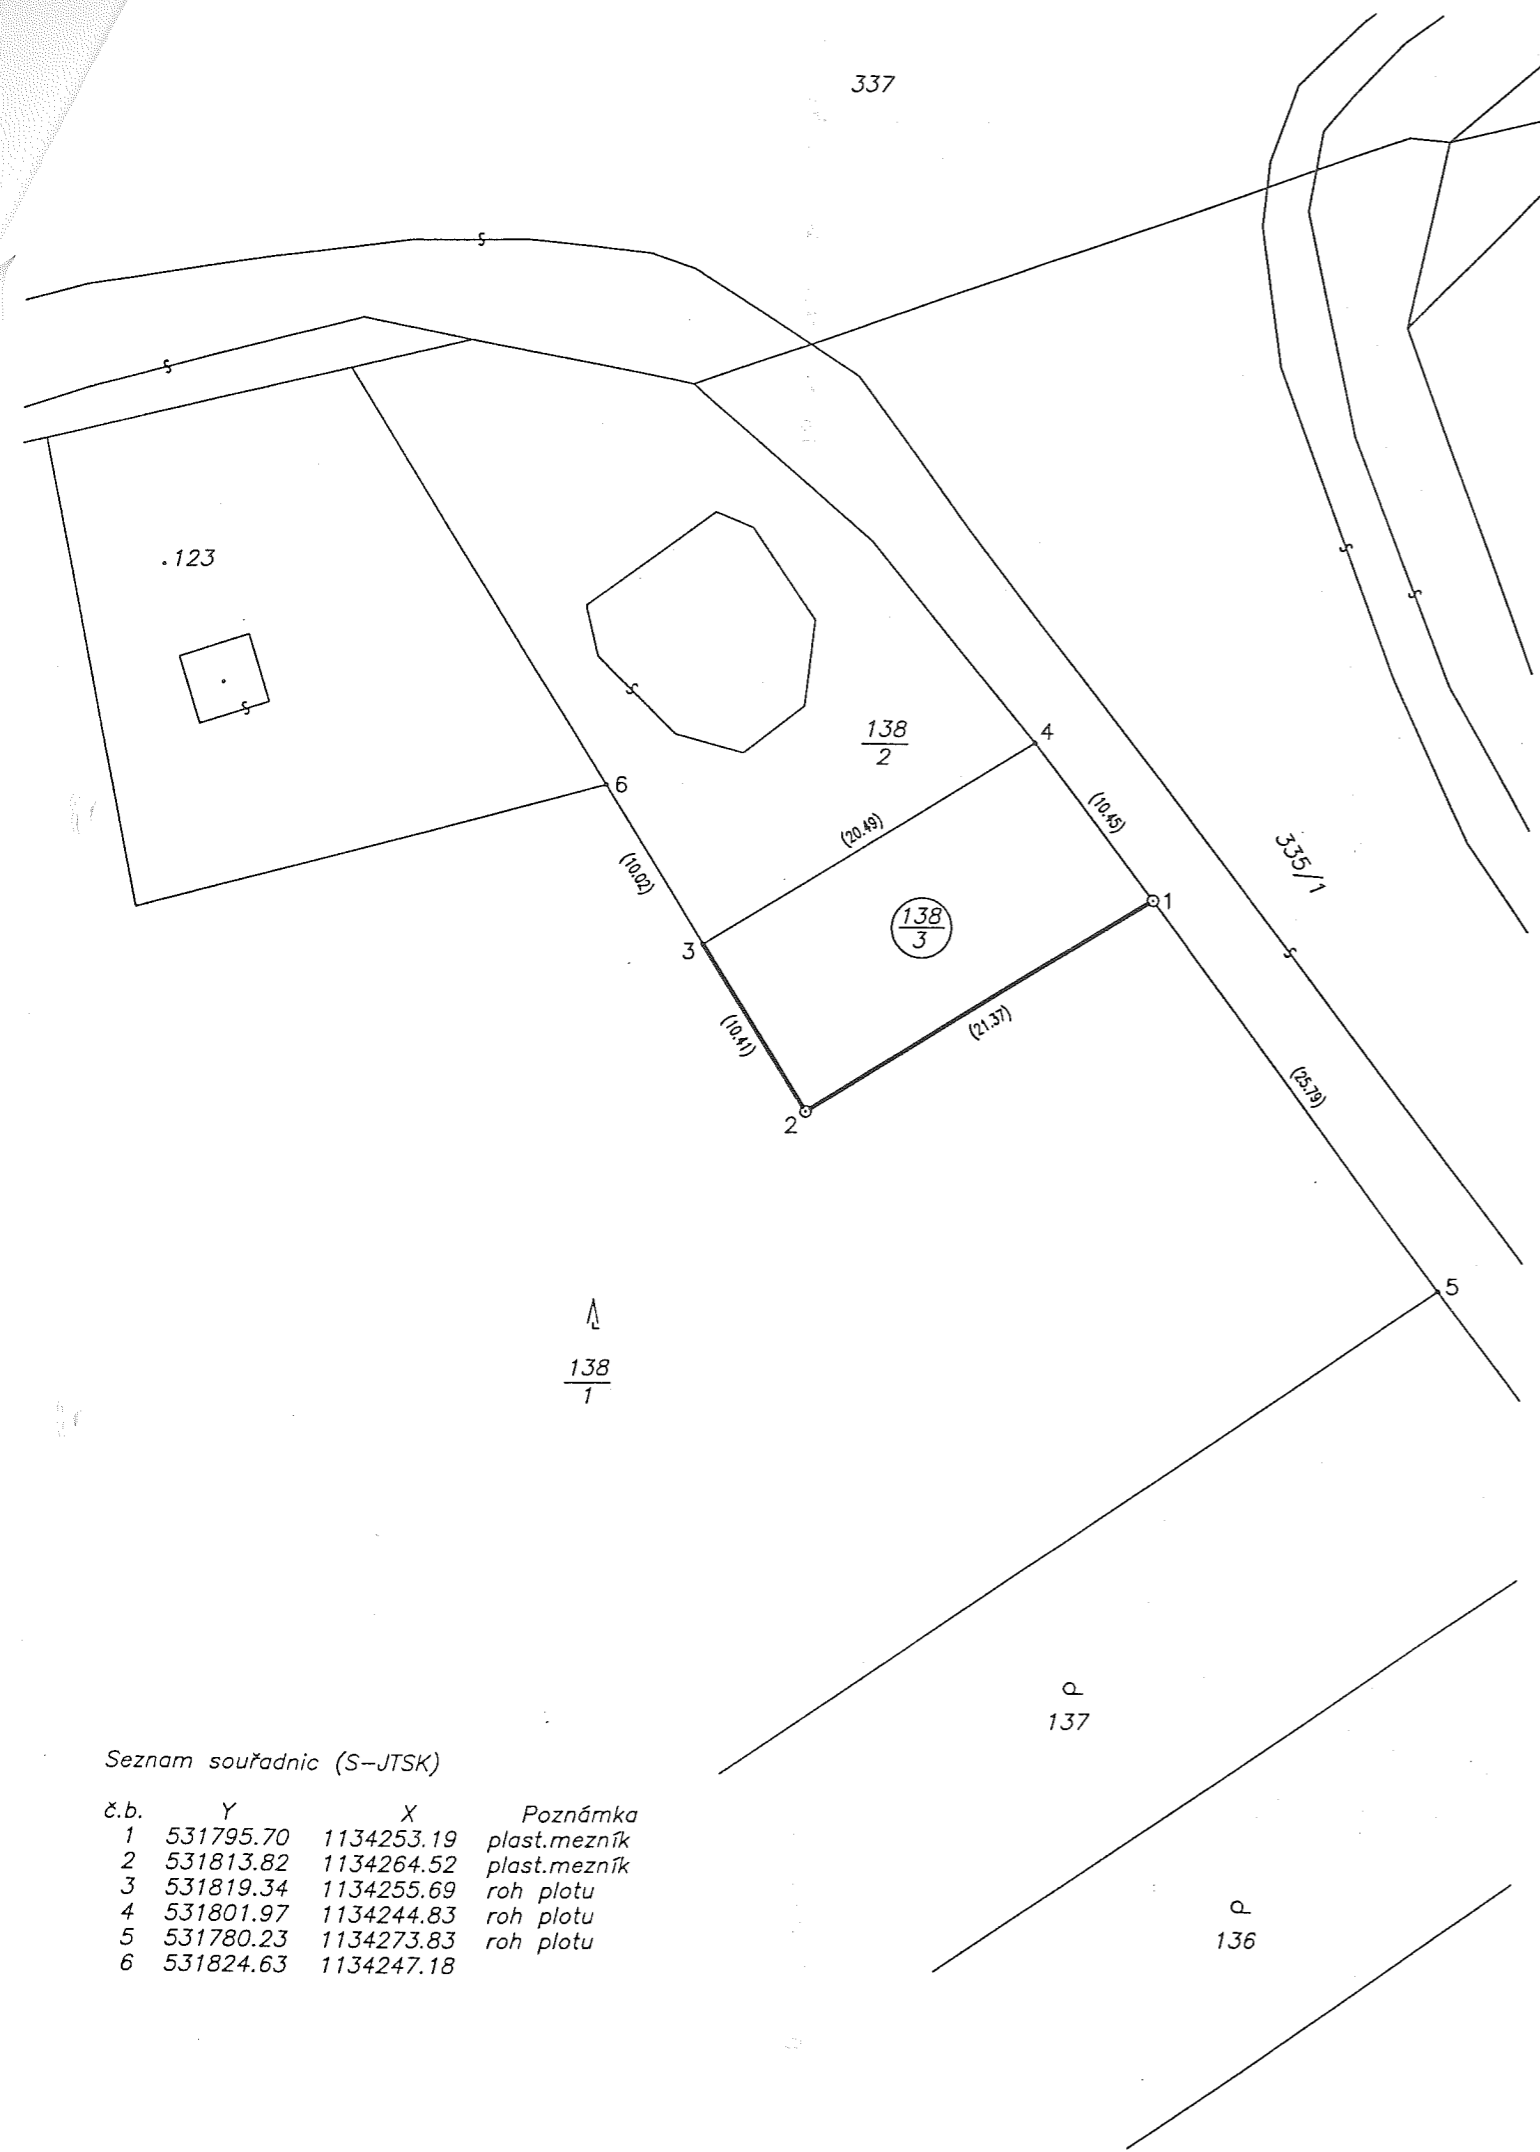 337
.123
138
2
4
6
(10.45)
(20.49)
335/1
(10.02)
1
138
3
3
(21.37)
(10.41)
(25.79)
2
5
138
1
137
136
Seznam souřadnic (S-JTSK)
č.b. Y X Poznámka
1 531795.70 1134253.19 plast.mezník
2 531813.82 1134264.52 plast.mezník
3 531819.34 1134255.69 roh plotu
4 531801.97 1134244.83 roh plotu
5 531780.23 1134273.83 roh plotu
6 531824.63 1134247.18